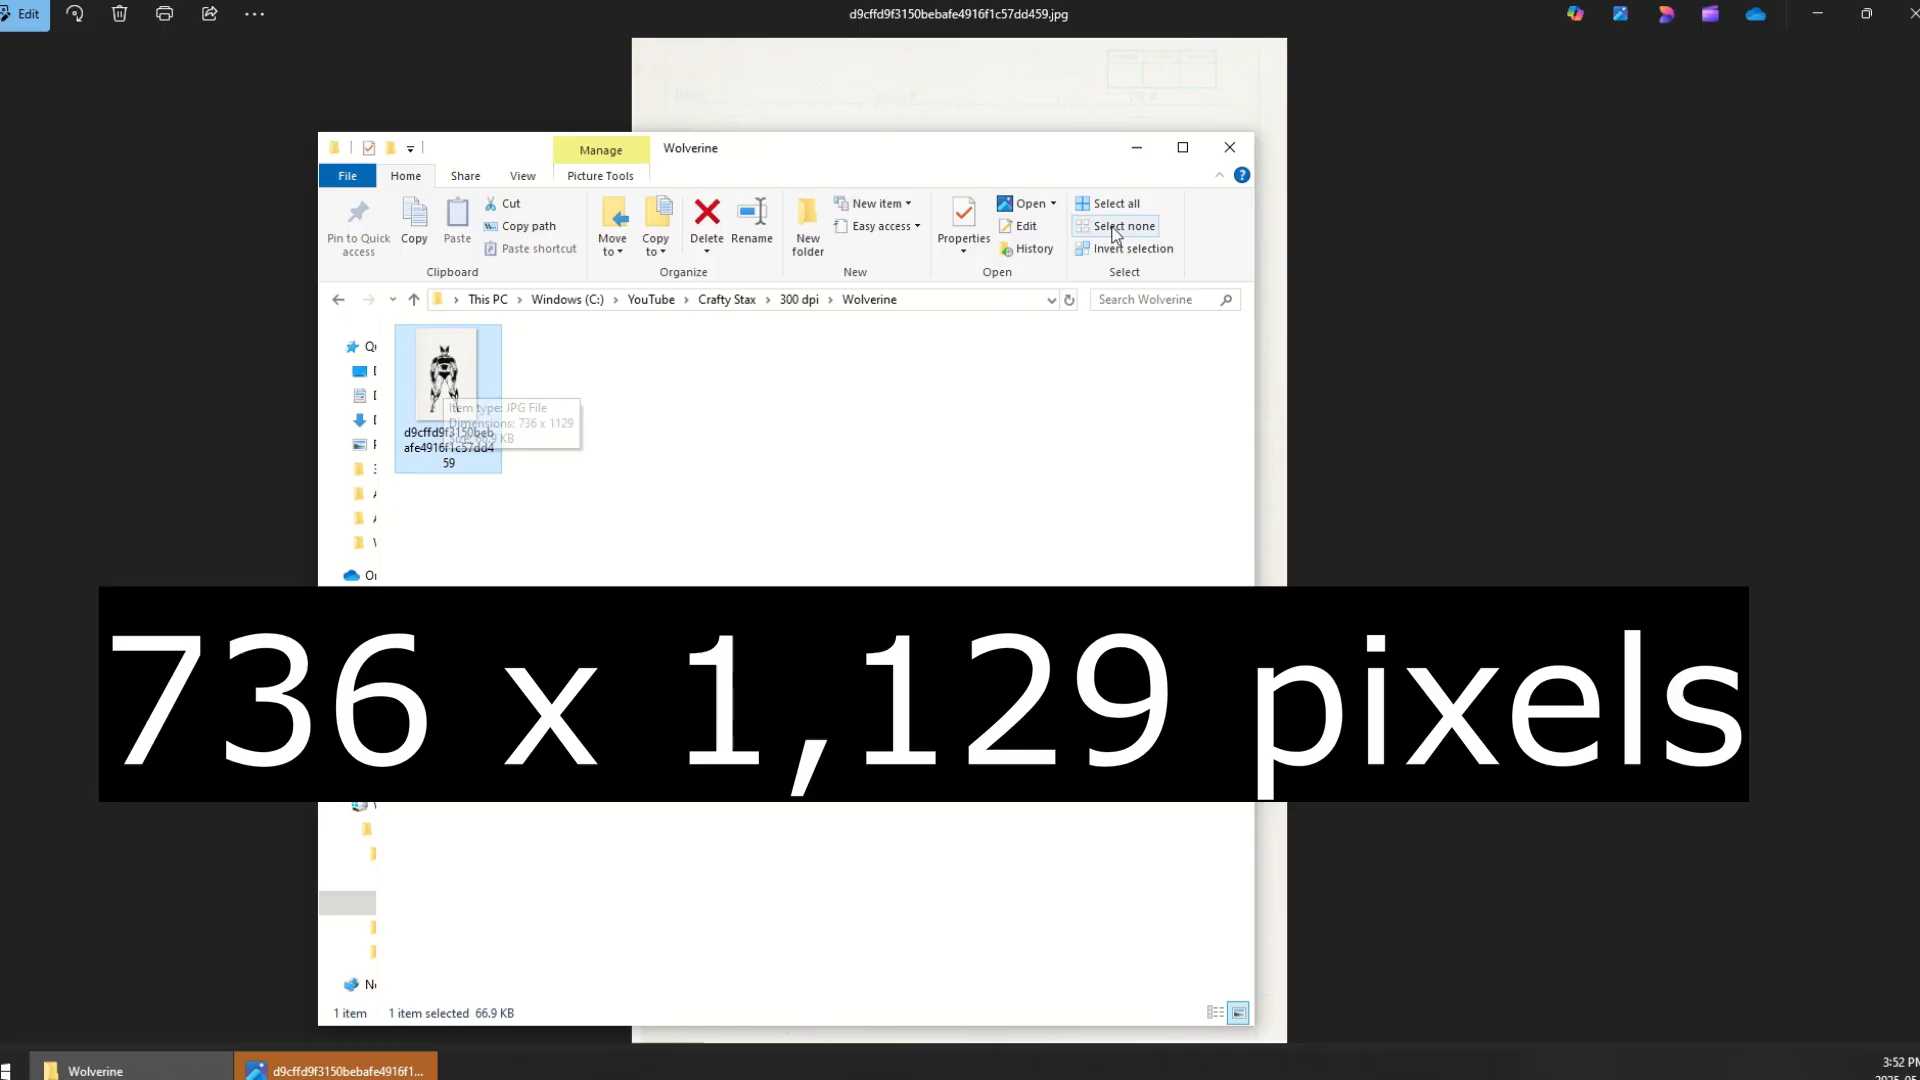 Edit
d9cffd9f3150bebafe4916f1c57dd459.jpg
Manage
Wolverine
File
Home
Share
View
Picture Tools
Pin to Quick access
Copy
Paste
Cut
Copy path
Paste shortcut
Move to
Copy to
Delete
Rename
New folder
New item
Easy access
Properties
Open
Edit
History
Select all
Select none
Invert selection
Clipboard
Organize
New
Open
Select
This PC > Windows (C:) > YouTube > Crafty Stax > 300 dpi > Wolverine
Search Wolverine
Item type: JPG File
Dimensions: 736 x 1129
Size: 66.9 KB
d9cffd9f3150beb
afe4916f1c57dd4
59
736 x 1,129 pixels
1 item
1 item selected 66.9 KB
Wolverine
d9cffd9f3150bebafe4916f1...
3:52 PM